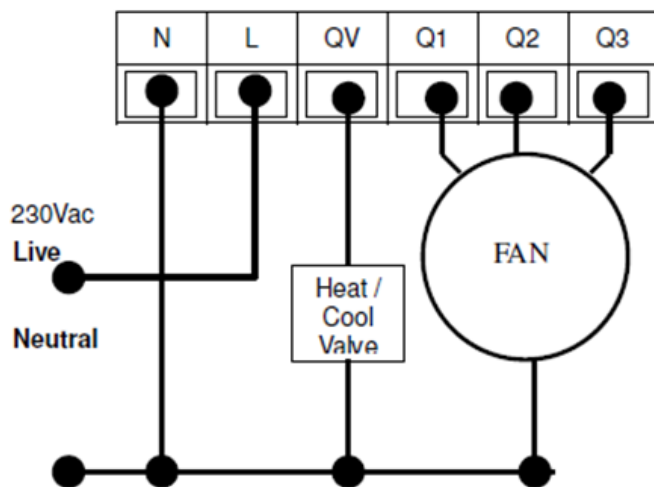 N L QV Q1 Q2 Q3
230Vac
Live
Neutral
Heat /
Cool
Valve
FAN